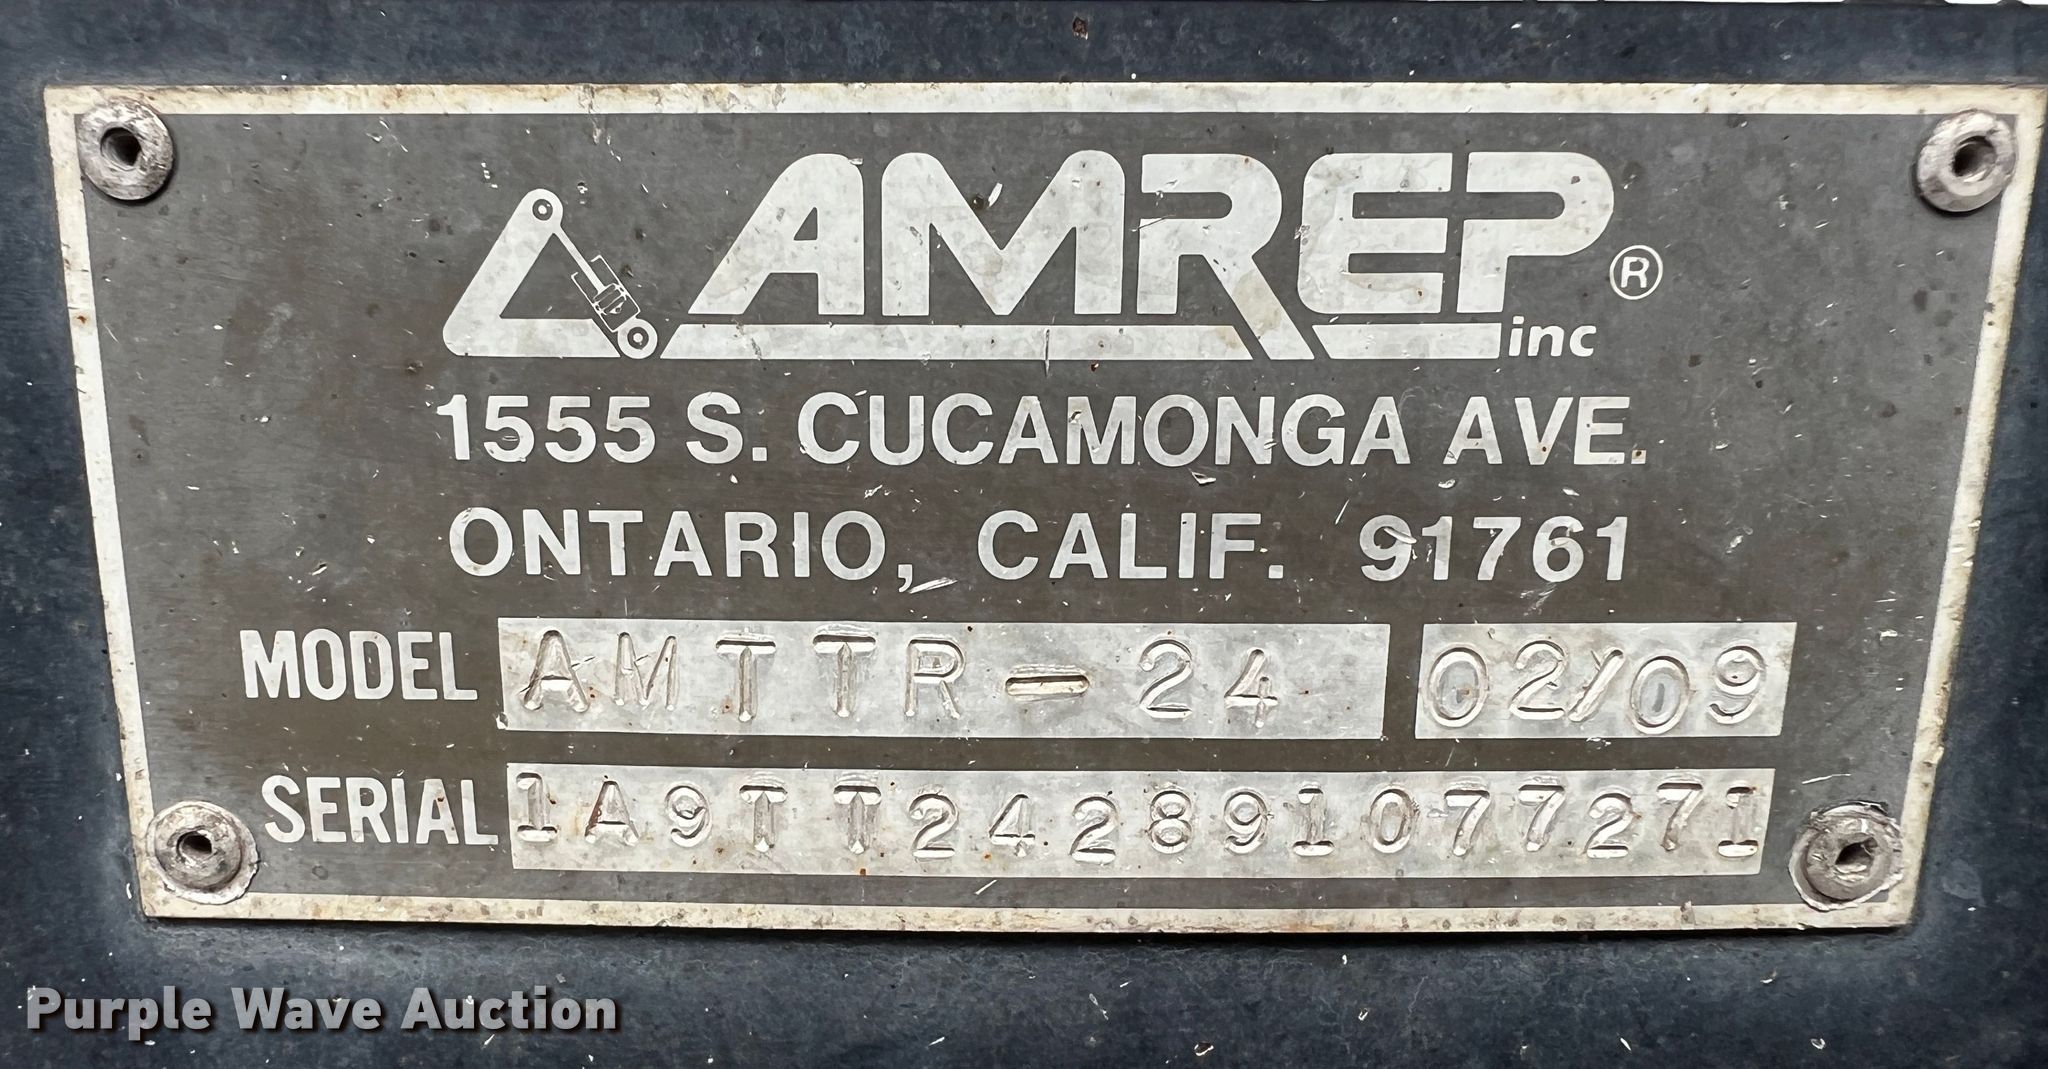 AMREP inc ®
1555 S. CUCAMONGA AVE.
ONTARIO, CALIF. 91761
MODEL AMTTR-24 02/09
SERIAL 1A9TT242891077271
Purple Wave Auction